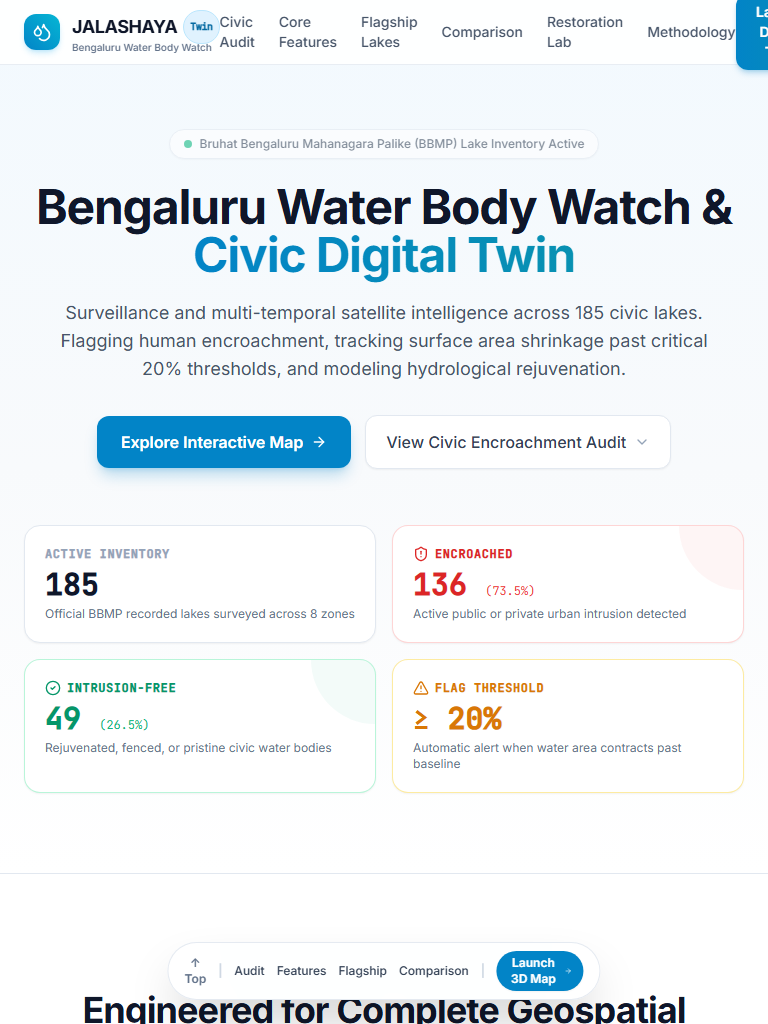 JALASHAYA Twin
Bengaluru Water Body Watch
Civic Audit
Core Features
Flagship Lakes
Comparison
Restoration Lab
Methodology
Bruhat Bengaluru Mahanagara Palike (BBMP) Lake Inventory Active
Bengaluru Water Body Watch &
Civic Digital Twin
Surveillance and multi-temporal satellite intelligence across 185 civic lakes.
Flagging human encroachment, tracking surface area shrinkage past critical
20% thresholds, and modeling hydrological rejuvenation.
Explore Interactive Map →
View Civic Encroachment Audit
ACTIVE INVENTORY
185
Official BBMP recorded lakes surveyed across 8 zones
ENCROACHED
136 (73.5%)
Active public or private urban intrusion detected
INTRUSION-FREE
49 (26.5%)
Rejuvenated, fenced, or pristine civic water bodies
FLAG THRESHOLD
≥ 20%
Automatic alert when water area contracts past
baseline
↑ Top
Audit
Features
Flagship
Comparison
Launch
3D Map →
Engineered for Complete Geospatial